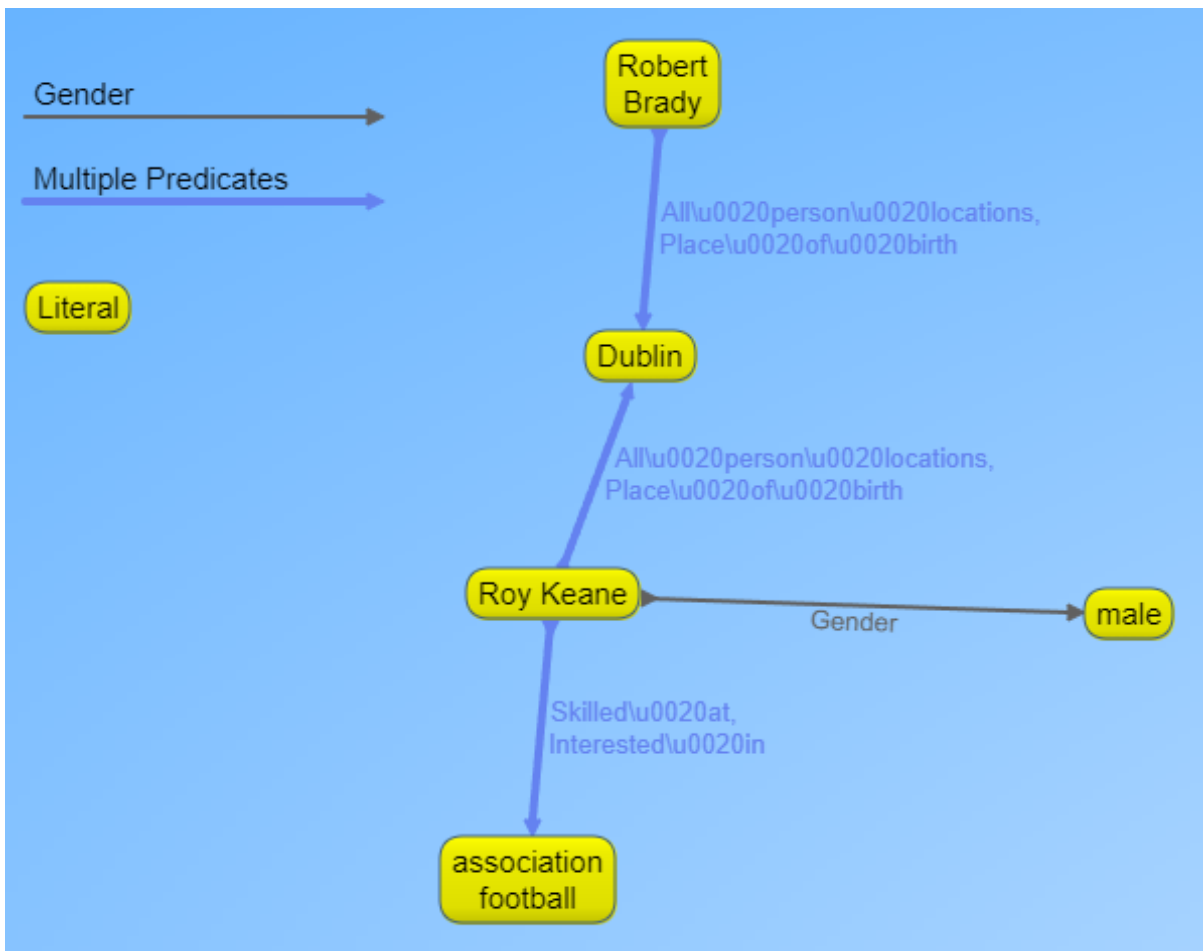 Gender
Multiple Predicates
Literal
Robert
Brady
All\u0020person\u0020locations,
Place\u0020of\u0020birth
Dublin
All\u0020person\u0020locations,
Place\u0020of\u0020birth
Roy Keane
Gender
male
Skilled\u0020at,
Interested\u0020in
association
football